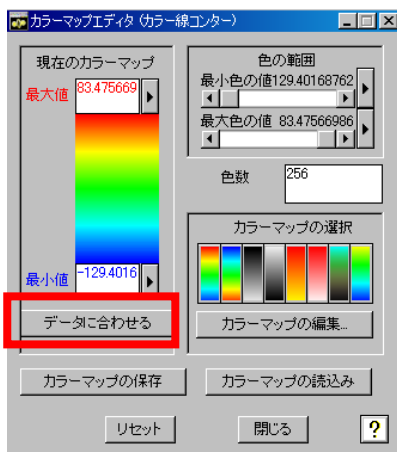 カラーマップエディタ (カラー線コンター)
現在のカラーマップ
最大値 83.475669
最小値 -129.4016
データに合わせる
色の範囲
最小色の値129.40168762
最大色の値 83.47566986
色数 256
カラーマップの選択
カラーマップの編集...
カラーマップの保存
カラーマップの読込み
リセット
閉じる
?